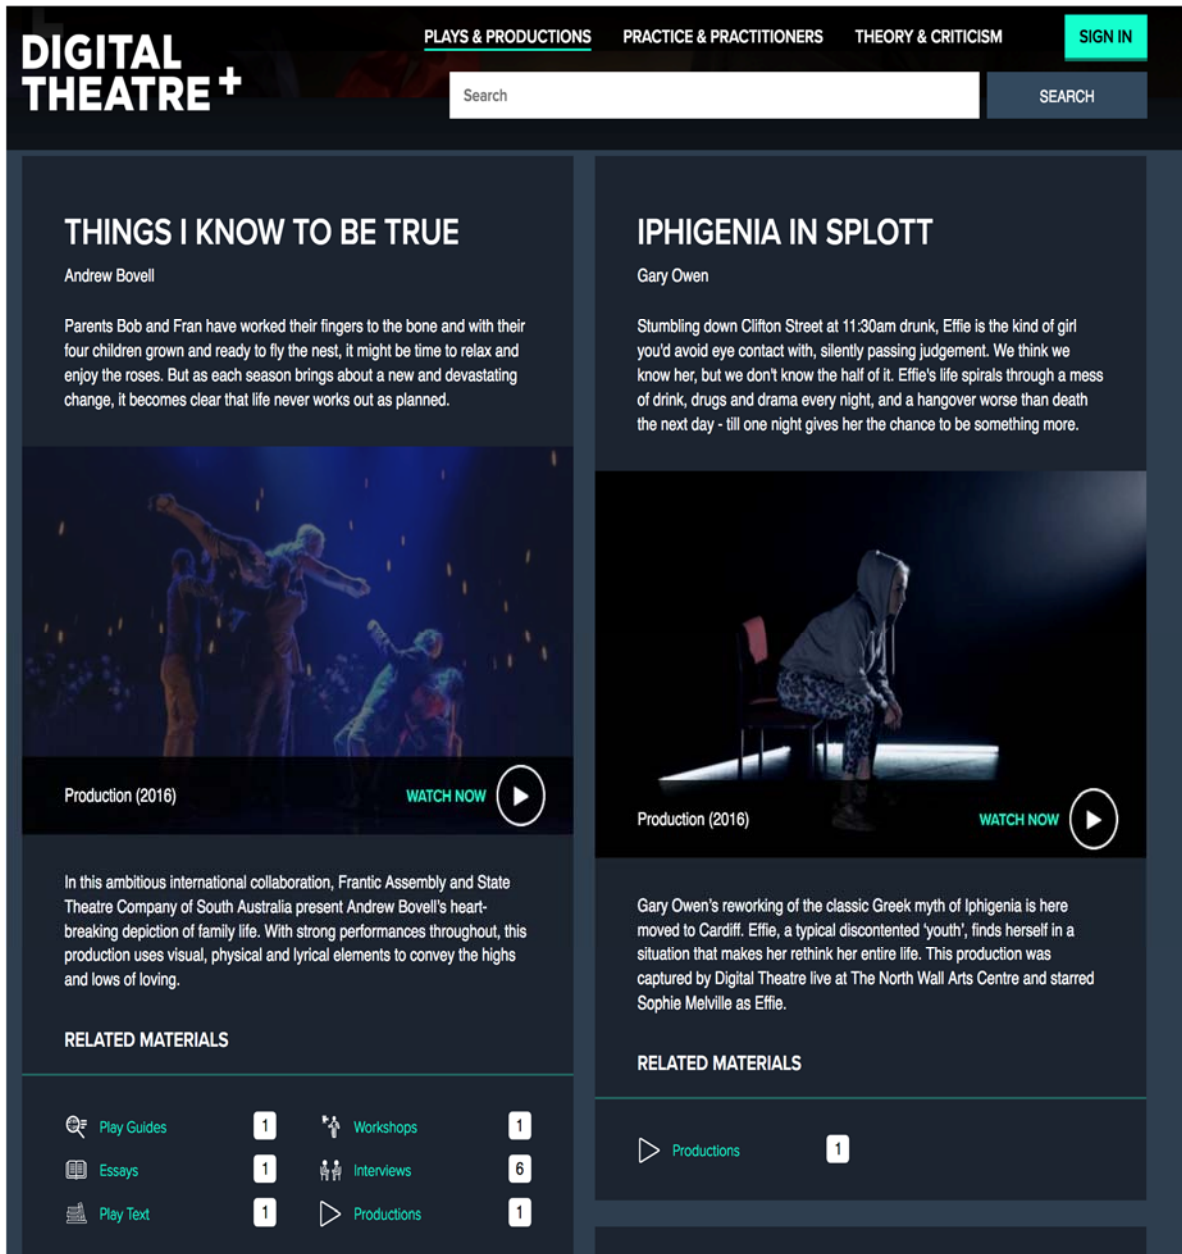 DIGITAL
THEATRE+
PLAYS & PRODUCTIONS
PRACTICE & PRACTITIONERS
THEORY & CRITICISM
SIGN IN
Search
SEARCH
THINGS I KNOW TO BE TRUE
Andrew Bovell
Parents Bob and Fran have worked their fingers to the bone and with their
four children grown and ready to fly the nest, it might be time to relax and
enjoy the roses. But as each season brings about a new and devastating
change, it becomes clear that life never works out as planned.
Production (2016)
WATCH NOW
In this ambitious international collaboration, Frantic Assembly and State
Theatre Company of South Australia present Andrew Bovell's heart-
breaking depiction of family life. With strong performances throughout, this
production uses visual, physical and lyrical elements to convey the highs
and lows of loving.
RELATED MATERIALS
Play Guides 1
Workshops 1
Essays 1
Interviews 6
Play Text 1
Productions 1
IPHIGENIA IN SPLOTT
Gary Owen
Stumbling down Clifton Street at 11:30am drunk, Effie is the kind of girl
you'd avoid eye contact with, silently passing judgement. We think we
know her, but we don't know the half of it. Effie's life spirals through a mess
of drink, drugs and drama every night, and a hangover worse than death
the next day - till one night gives her the chance to be something more.
Production (2016)
WATCH NOW
Gary Owen's reworking of the classic Greek myth of Iphigenia is here
moved to Cardiff. Effie, a typical discontented 'youth', finds herself in a
situation that makes her rethink her entire life. This production was
captured by Digital Theatre live at The North Wall Arts Centre and starred
Sophie Melville as Effie.
RELATED MATERIALS
Productions 1